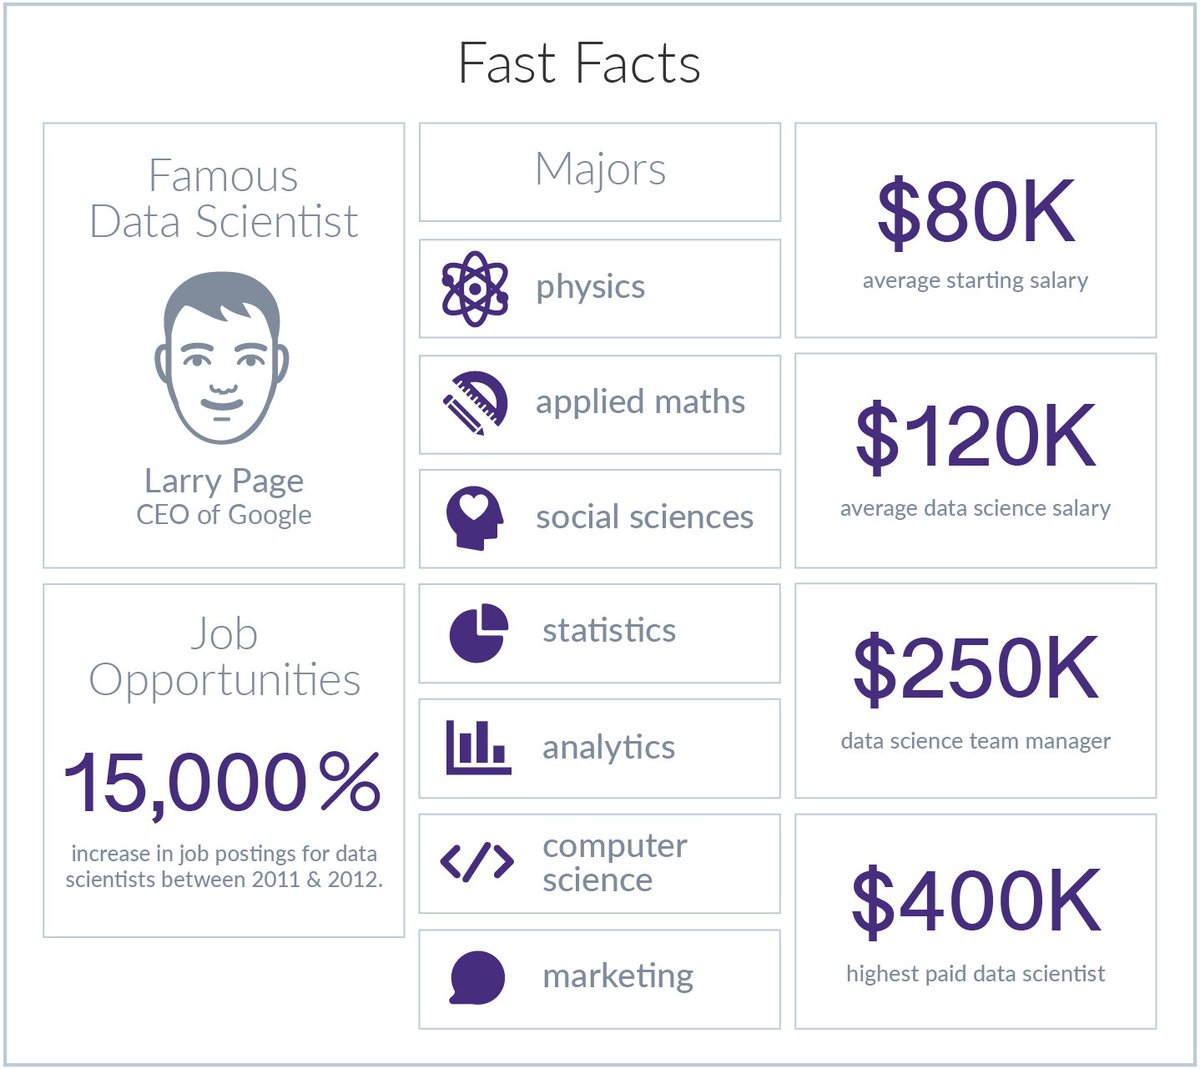 Fast Facts
Famous
Data Scientist
Larry Page
CEO of Google
Job
Opportunities
15,000%
increase in job postings for data
scientists between 2011 & 2012.
Majors
physics
applied maths
social sciences
statistics
analytics
computer
science
marketing
$80K
average starting salary
$120K
average data science salary
$250K
data science team manager
$400K
highest paid data scientist